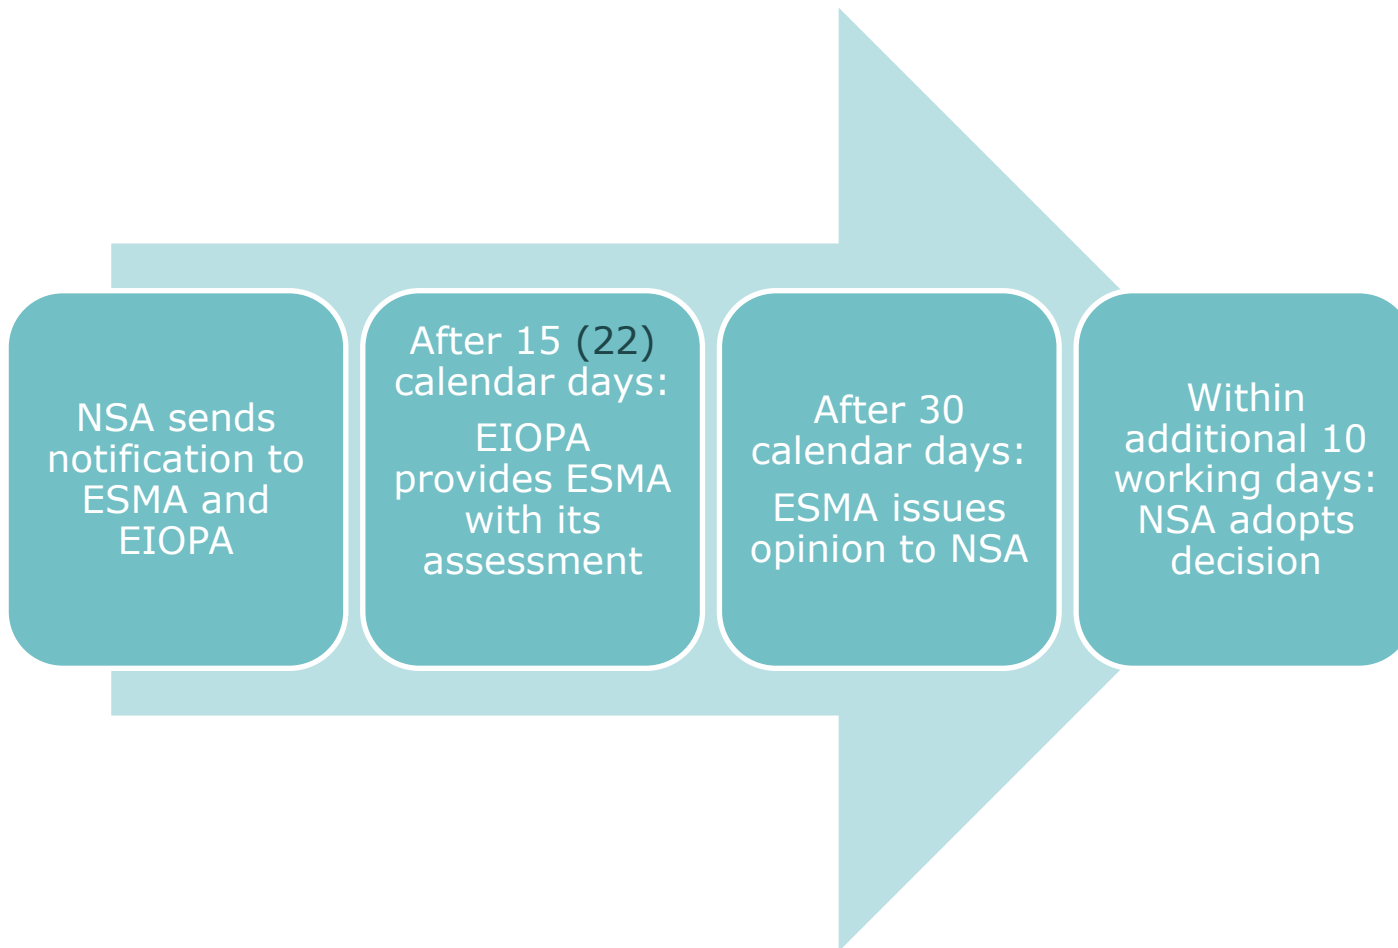 NSA sends
notification to
ESMA and
EIOPA
After 15 (22)
calendar days:
EIOPA
provides ESMA
with its
assessment
After 30
calendar days:
ESMA issues
opinion to NSA
Within
additional 10
working days:
NSA adopts
decision